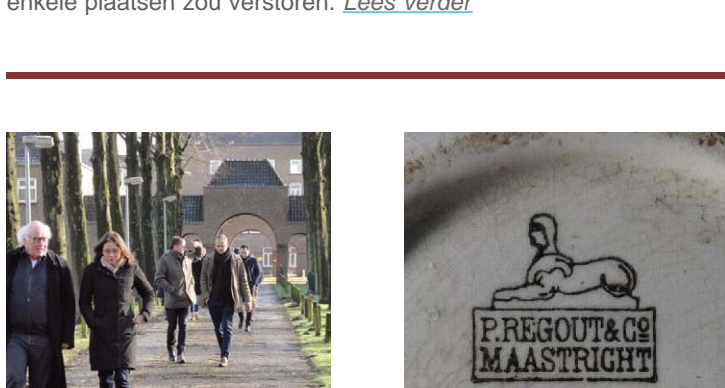 enkele plaatsen zou verstoren. Lees verder
P.REGOUT&Cº
MAASTRICHT